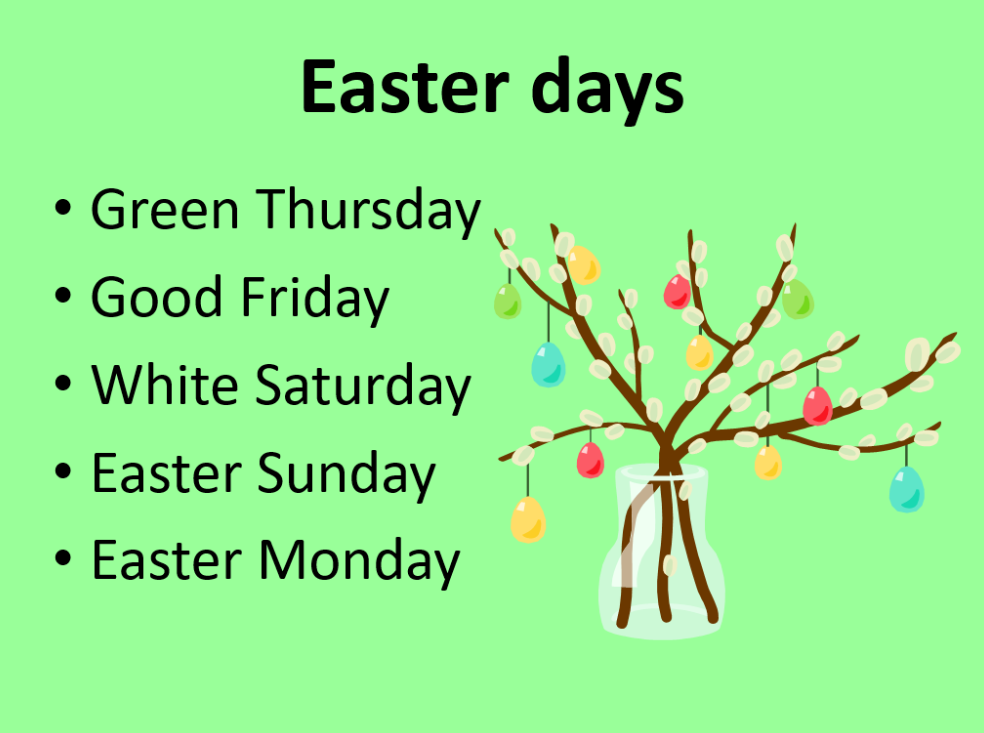 Easter days
• Green Thursday
• Good Friday
• White Saturday
• Easter Sunday
• Easter Monday